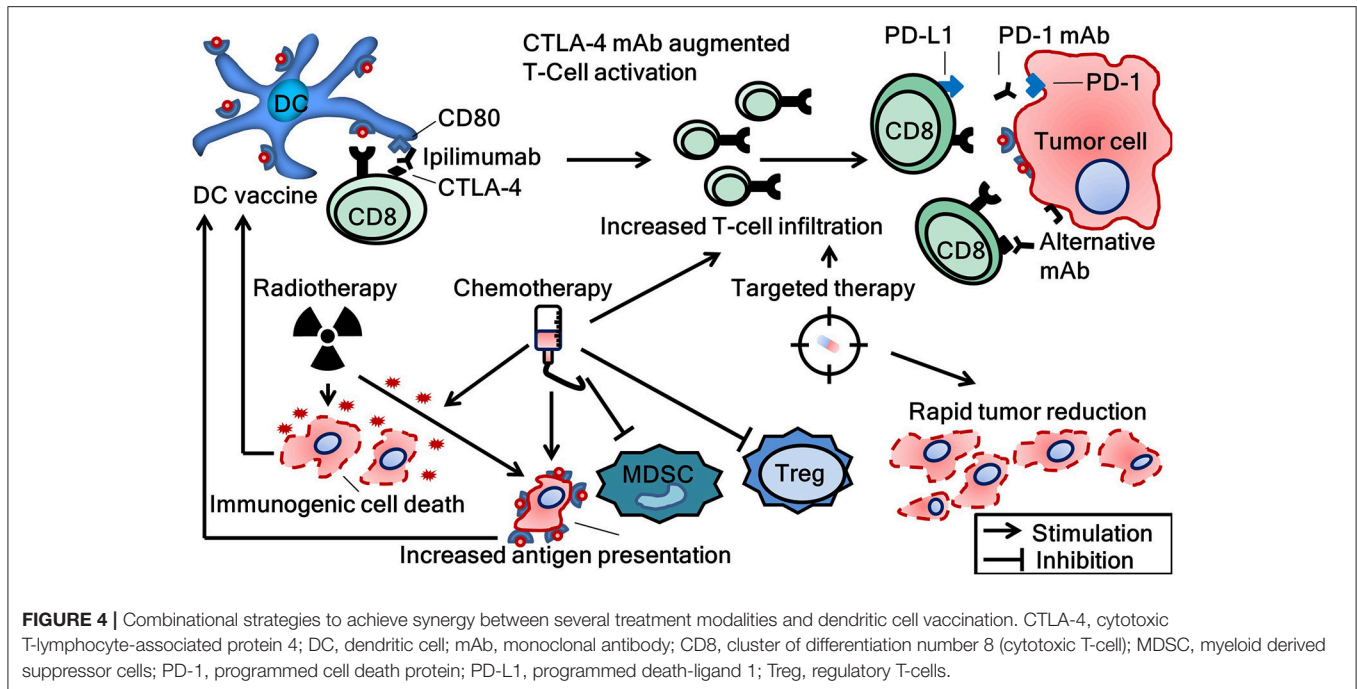 DC
CD80
Ipilimumab
CTLA-4
CD8
DC vaccine
CTLA-4 mAb augmented
T-Cell activation
Increased T-cell infiltration
PD-L1
PD-1 mAb
PD-1
CD8
Tumor cell
CD8
Alternative
mAb
Radiotherapy
Chemotherapy
Targeted therapy
Immunogenic cell death
MDSC
Treg
Increased antigen presentation
Rapid tumor reduction
Stimulation
Inhibition
FIGURE 4 | Combinational strategies to achieve synergy between several treatment modalities and dendritic cell vaccination. CTLA-4, cytotoxic
T-lymphocyte-associated protein 4; DC, dendritic cell; mAb, monoclonal antibody; CD8, cluster of differentiation number 8 (cytotoxic T-cell); MDSC, myeloid derived
suppressor cells; PD-1, programmed cell death protein; PD-L1, programmed death-ligand 1; Treg, regulatory T-cells.